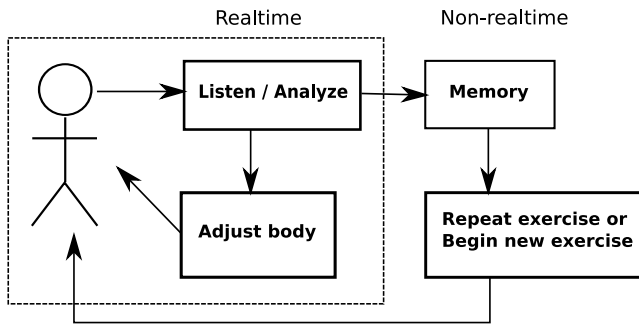 Realtime
Non-realtime
Listen / Analyze
Memory
Adjust body
Repeat exercise or
Begin new exercise